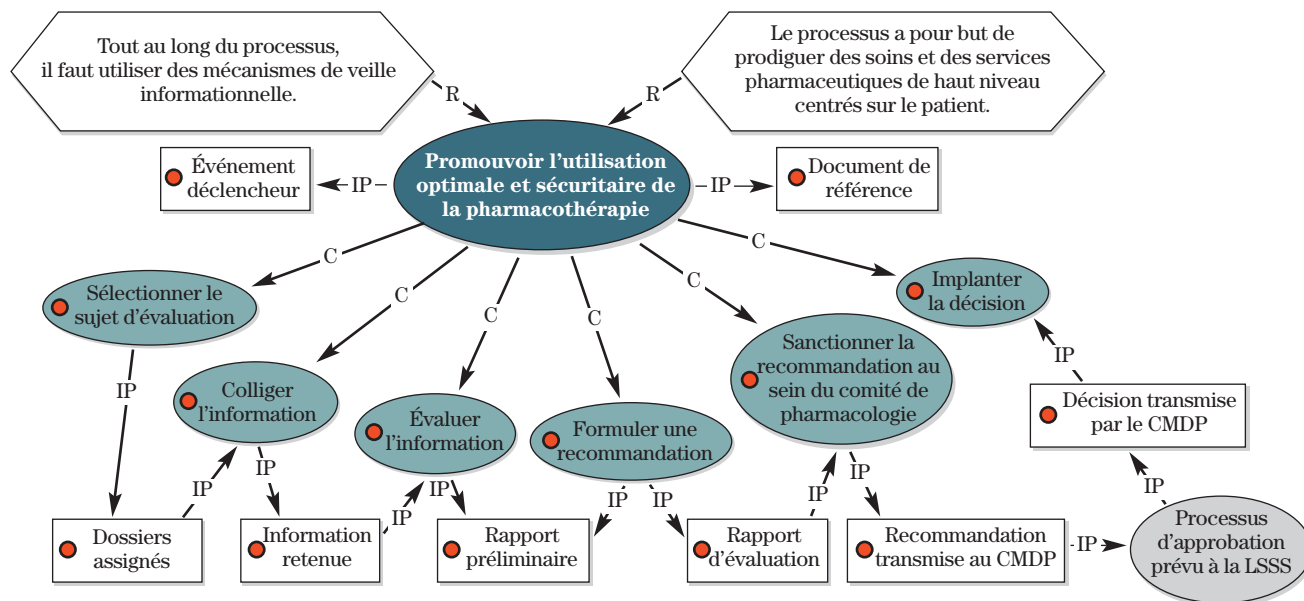 Tout au long du processus,
il faut utiliser des mécanismes de veille
informationnelle.
Le processus a pour but de
prodiguer des soins et des services
pharmaceutiques de haut niveau
centrés sur le patient.
R
R
Événement
déclencheur
IP
Promouvoir l'utilisation
optimale et sécuritaire de
la pharmacothérapie
IP
Document de
référence
C
C
C
C
C
C
Sélectionner le
sujet d'évaluation
Implanter
la décision
Sanctionner la
recommandation au
sein du comité de
pharmacologie
IP
Colliger
l'information
Évaluer
l'information
Formuler une
recommandation
IP
Décision transmise
par le CMDP
IP
IP
IP
IP
IP
IP
IP
IP
IP
Dossiers
assignés
Information
retenue
Rapport
préliminaire
Rapport
d'évaluation
Recommandation
transmise au CMDP
IP
Processus
d'approbation
prévu à la LSSS
IP